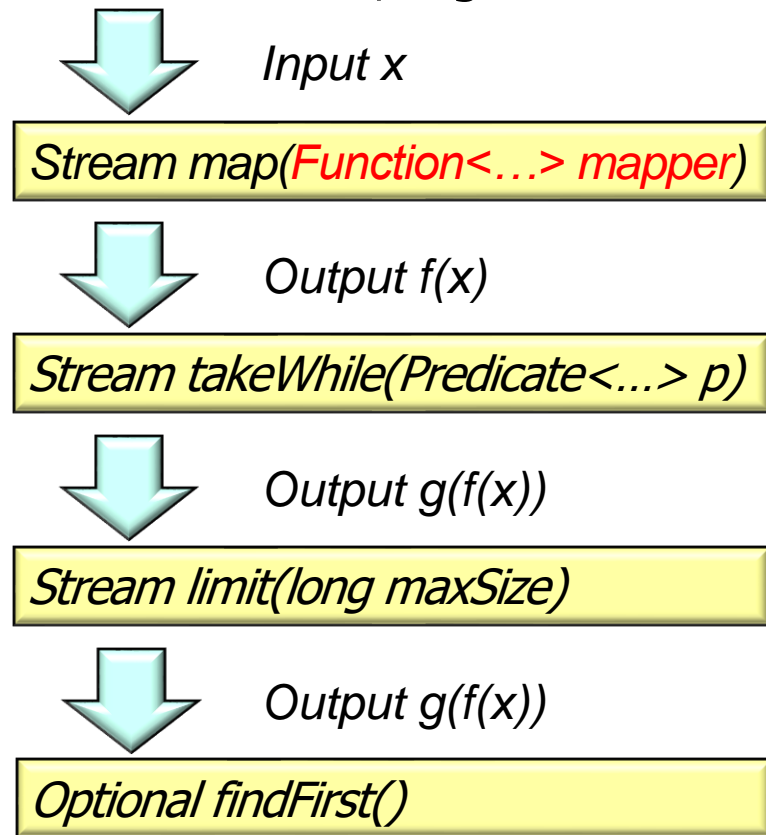 Input x
Stream map(Function<…> mapper)
Output f(x)
Stream takeWhile(Predicate<...> p)
Output g(f(x))
Stream limit(long maxSize)
Output g(f(x))
Optional findFirst()